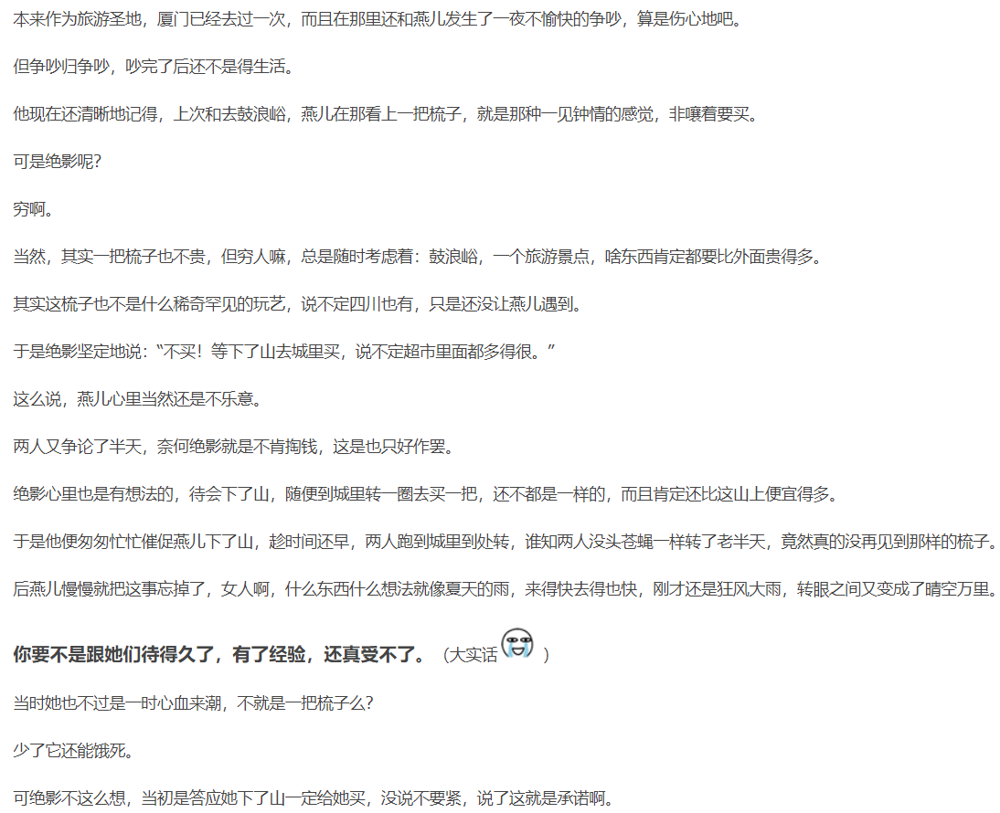 本来作为旅游圣地，厦门已经去过一次，而且在那里还和燕儿发生了一夜不愉快的争吵，算是伤心地吧。
但争吵归争吵，吵完了后还不是得生活。
他现在还清晰地记得，上次和去鼓浪峪，燕儿在那看上一把梳子，就是那种一见钟情的感觉，非嚷着要买。
可是绝影呢？
穷啊。
当然，其实一把梳子也不贵，但穷人嘛，总是随时考虑着：鼓浪峪，一个旅游景点，啥东西肯定都要比外面贵得多。
其实这梳子也不是什么稀奇罕见的玩艺，说不定四川也有，只是还没让燕儿遇到。
于是绝影坚定地说：“不买！等下了山去城里买，说不定超市里面都多得很。”
这么说，燕儿心里当然还是不乐意。
两人又争论了半天，奈何绝影就是不肯掏钱，这是也只好作罢。
绝影心里也是有想法的，待会下了山，随便到城里转一圈去买一把，还不都是一样的，而且肯定还比这山上便宜得多。
于是他便匆匆忙忙催促燕儿下了山，趁时间还早，两人跑到城里到处转，谁知两人没头苍蝇一样转了老半天，竟然真的没再见到那样的梳子。
后燕儿慢慢就把这事忘掉了，女人啊，什么东西什么想法就像夏天的雨，来得快去得也快，刚才还是狂风大雨，转眼之间又变成了晴空万里。
你要不是跟她们待得久了，有了经验，还真受不了。（大实话 ）
当时她也不过是一时心血来潮，不就是一把梳子么？
少了它还能饿死。
可绝影不这么想，当初是答应她下了山一定给她买，没说不要紧，说了这就是承诺啊。